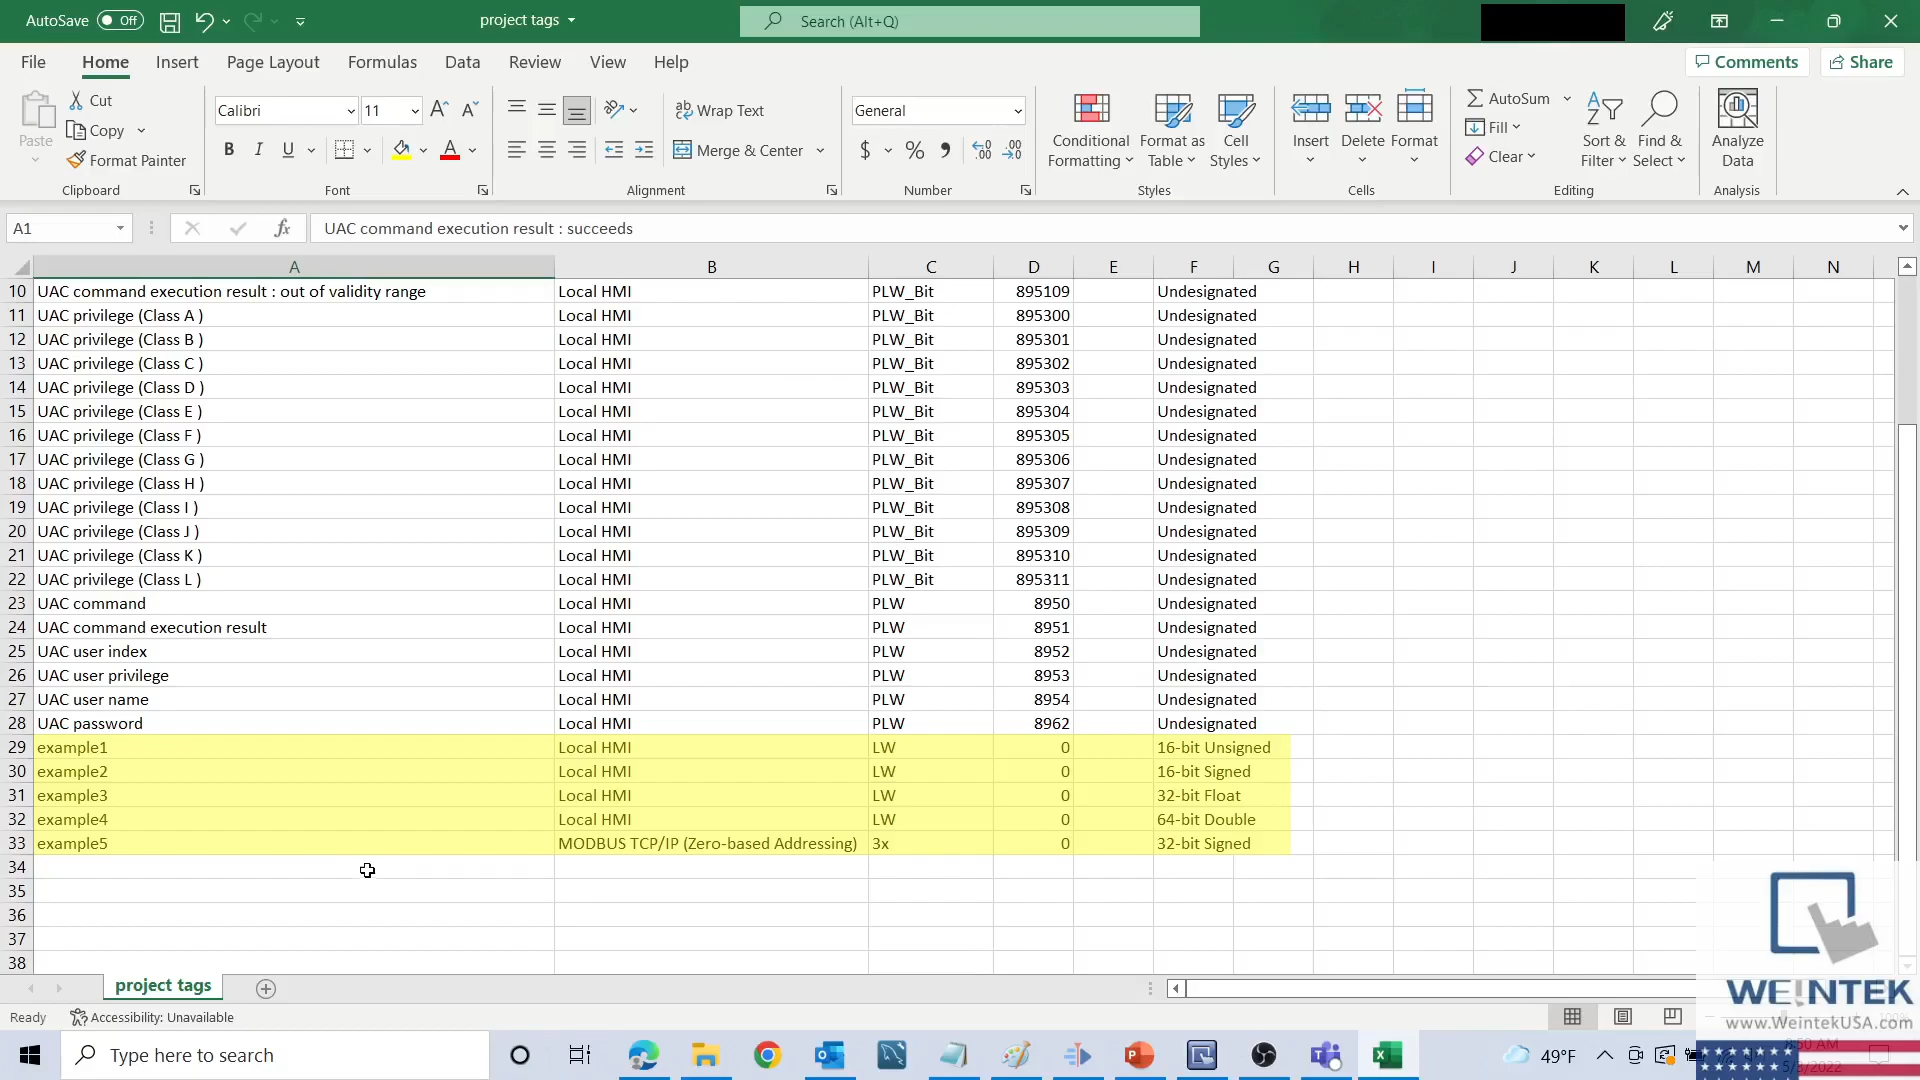 AutoSave Off project tags Search (Alt+Q)
File Home Insert Page Layout Formulas Data Review View Help Comments Share
Paste Cut Copy Format Painter Clipboard
Calibri 11 A A B I U A Font
ab Wrap Text Merge & Center Alignment
General $ % , Number
Conditional Formatting Format as Table Cell Styles Styles
Insert Delete Format Cells
AutoSum Fill Clear Sort & Filter Find & Select Editing
Analyze Data Analysis
A1 fx UAC command execution result : succeeds
A B C D E F G H I J K L M N
10 UAC command execution result : out of validity range Local HMI PLW_Bit 895109 Undesignated
11 UAC privilege (Class A ) Local HMI PLW_Bit 895300 Undesignated
12 UAC privilege (Class B ) Local HMI PLW_Bit 895301 Undesignated
13 UAC privilege (Class C ) Local HMI PLW_Bit 895302 Undesignated
14 UAC privilege (Class D ) Local HMI PLW_Bit 895303 Undesignated
15 UAC privilege (Class E ) Local HMI PLW_Bit 895304 Undesignated
16 UAC privilege (Class F ) Local HMI PLW_Bit 895305 Undesignated
17 UAC privilege (Class G ) Local HMI PLW_Bit 895306 Undesignated
18 UAC privilege (Class H ) Local HMI PLW_Bit 895307 Undesignated
19 UAC privilege (Class I ) Local HMI PLW_Bit 895308 Undesignated
20 UAC privilege (Class J ) Local HMI PLW_Bit 895309 Undesignated
21 UAC privilege (Class K ) Local HMI PLW_Bit 895310 Undesignated
22 UAC privilege (Class L ) Local HMI PLW_Bit 895311 Undesignated
23 UAC command Local HMI PLW 8950 Undesignated
24 UAC command execution result Local HMI PLW 8951 Undesignated
25 UAC user index Local HMI PLW 8952 Undesignated
26 UAC user privilege Local HMI PLW 8953 Undesignated
27 UAC user name Local HMI PLW 8954 Undesignated
28 UAC password Local HMI PLW 8962 Undesignated
29 example1 Local HMI LW 0 16-bit Unsigned
30 example2 Local HMI LW 0 16-bit Signed
31 example3 Local HMI LW 0 32-bit Float
32 example4 Local HMI LW 0 64-bit Double
33 example5 MODBUS TCP/IP (Zero-based Addressing) 3x 0 32-bit Signed
34
35
36
37
38
project tags
WEINTEK
www.WeintekUSA.com
Ready Accessibility: Unavailable
Type here to search 49°F